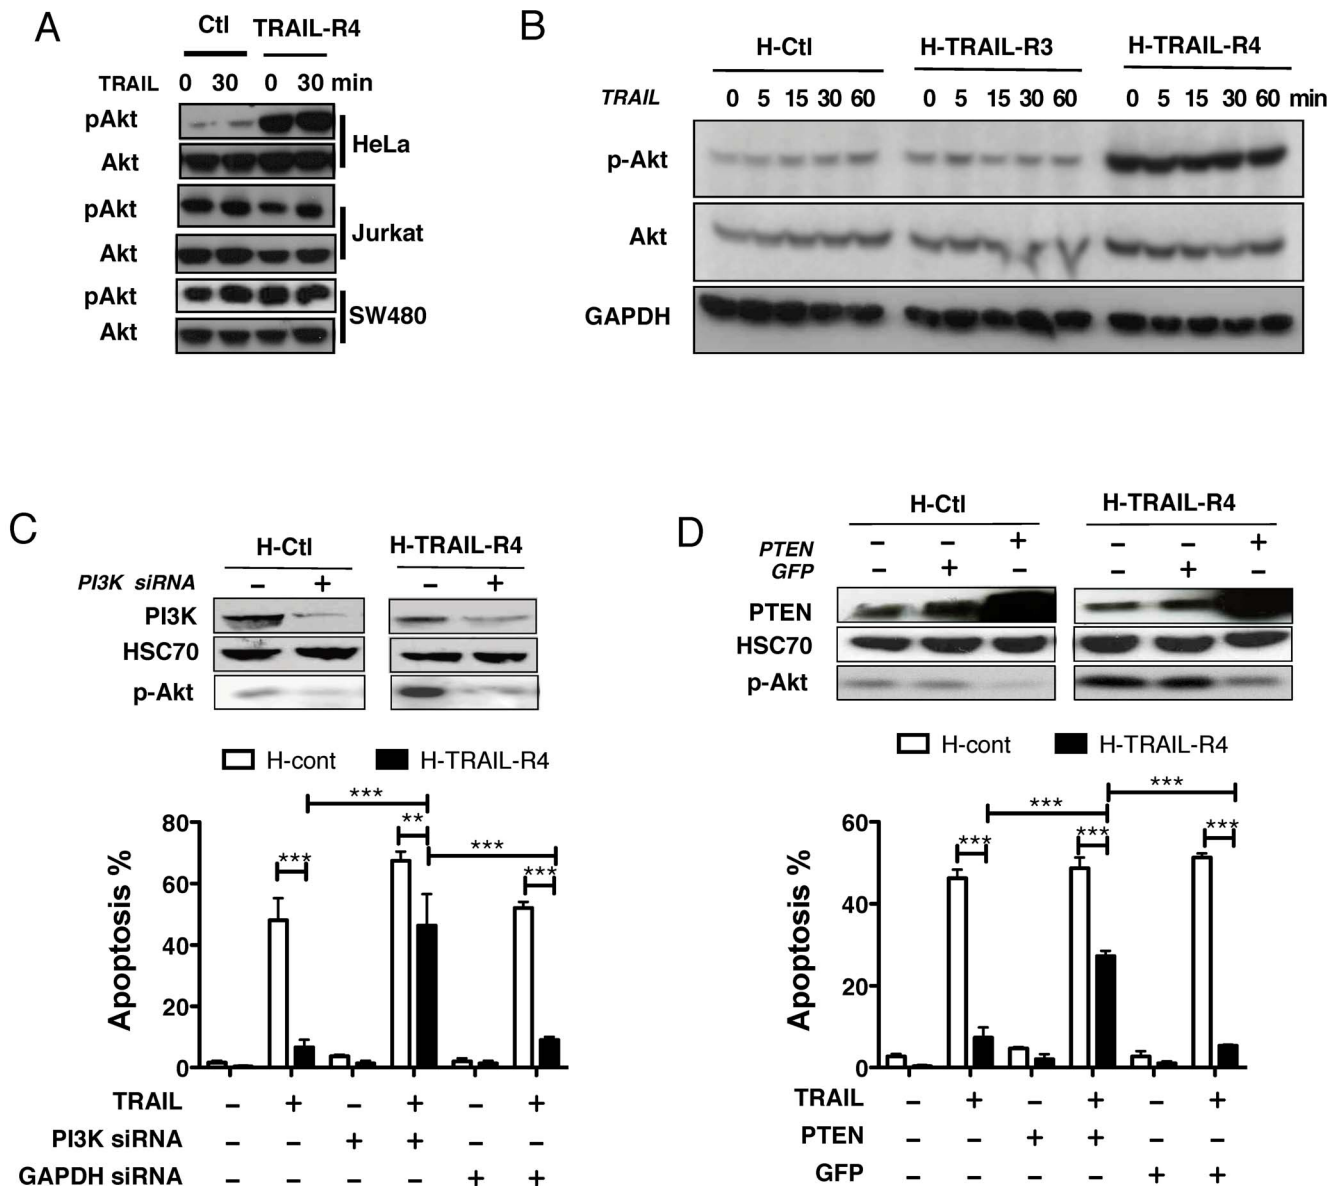 A
Ctl TRAIL-R4
TRAIL 0 30 0 30 min
pAkt
Akt
HeLa
pAkt
Akt
Jurkat
pAkt
Akt
SW480
B
H-Ctl H-TRAIL-R3 H-TRAIL-R4
TRAIL 0 5 15 30 60 0 5 15 30 60 0 5 15 30 60 min
p-Akt
Akt
GAPDH
C
H-Ctl H-TRAIL-R4
PI3K siRNA – + – +
PI3K
HSC70
p-Akt
H-cont H-TRAIL-R4
*** *** ** *** ***
Apoptosis %
80
60
40
20
0
TRAIL – + – + – +
PI3K siRNA – – + + – –
GAPDH siRNA – – – – + +
D
H-Ctl H-TRAIL-R4
PTEN – – + – – +
GFP – + – – + –
PTEN
HSC70
p-Akt
H-cont H-TRAIL-R4
*** *** *** *** ***
Apoptosis %
60
40
20
0
TRAIL – + – + – +
PTEN – – + + – –
GFP – – – – + +